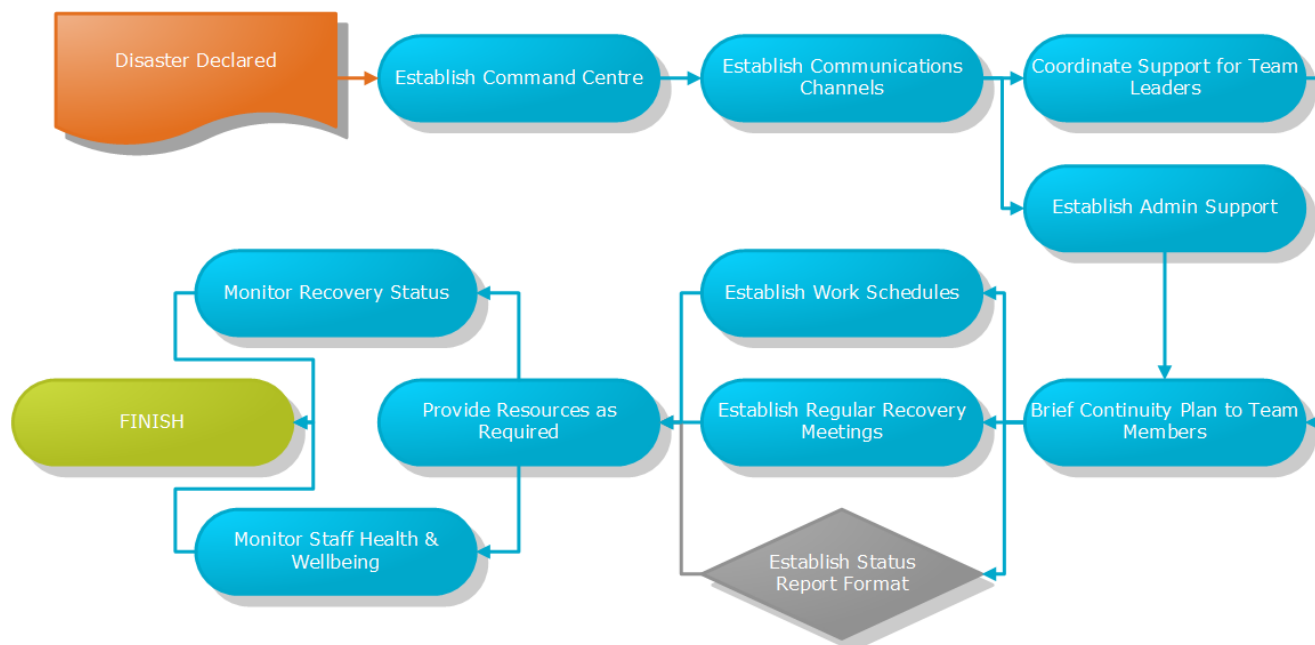 Disaster Declared
Establish Command Centre
Establish Communications
Channels
Coordinate Support for Team
Leaders
Establish Admin Support
Monitor Recovery Status
Establish Work Schedules
FINISH
Provide Resources as
Required
Establish Regular Recovery
Meetings
Brief Continuity Plan to Team
Members
Monitor Staff Health &
Wellbeing
Establish Status
Report Format